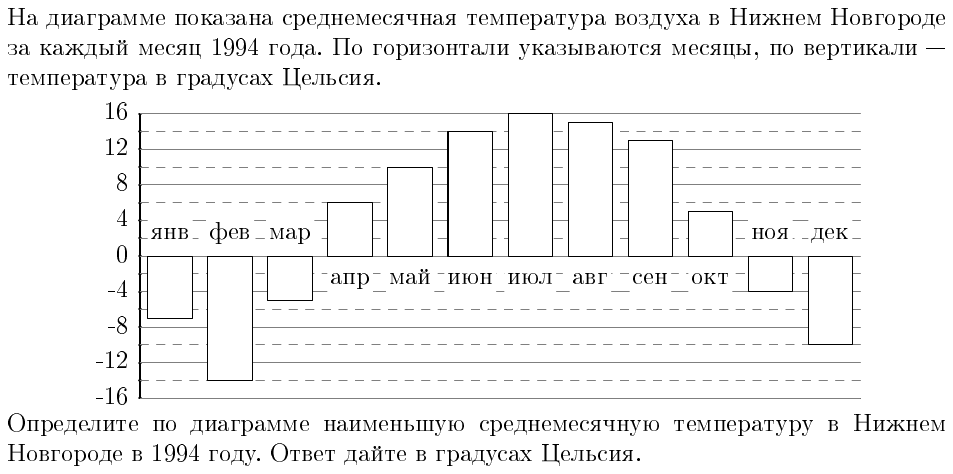 На диаграмме показана среднемесячная температура воздуха в Нижнем Новгороде
за каждый месяц 1994 года. По горизонтали указываются месяцы, по вертикали —
температура в градусах Цельсия.
16
12
8
4
янв фев мар ноя дек
0
апр май июн июл авг сен окт
-4
-8
-12
-16
Определите по диаграмме наименьшую среднемесячную температуру в Нижнем
Новгороде в 1994 году. Ответ дайте в градусах Цельсия.